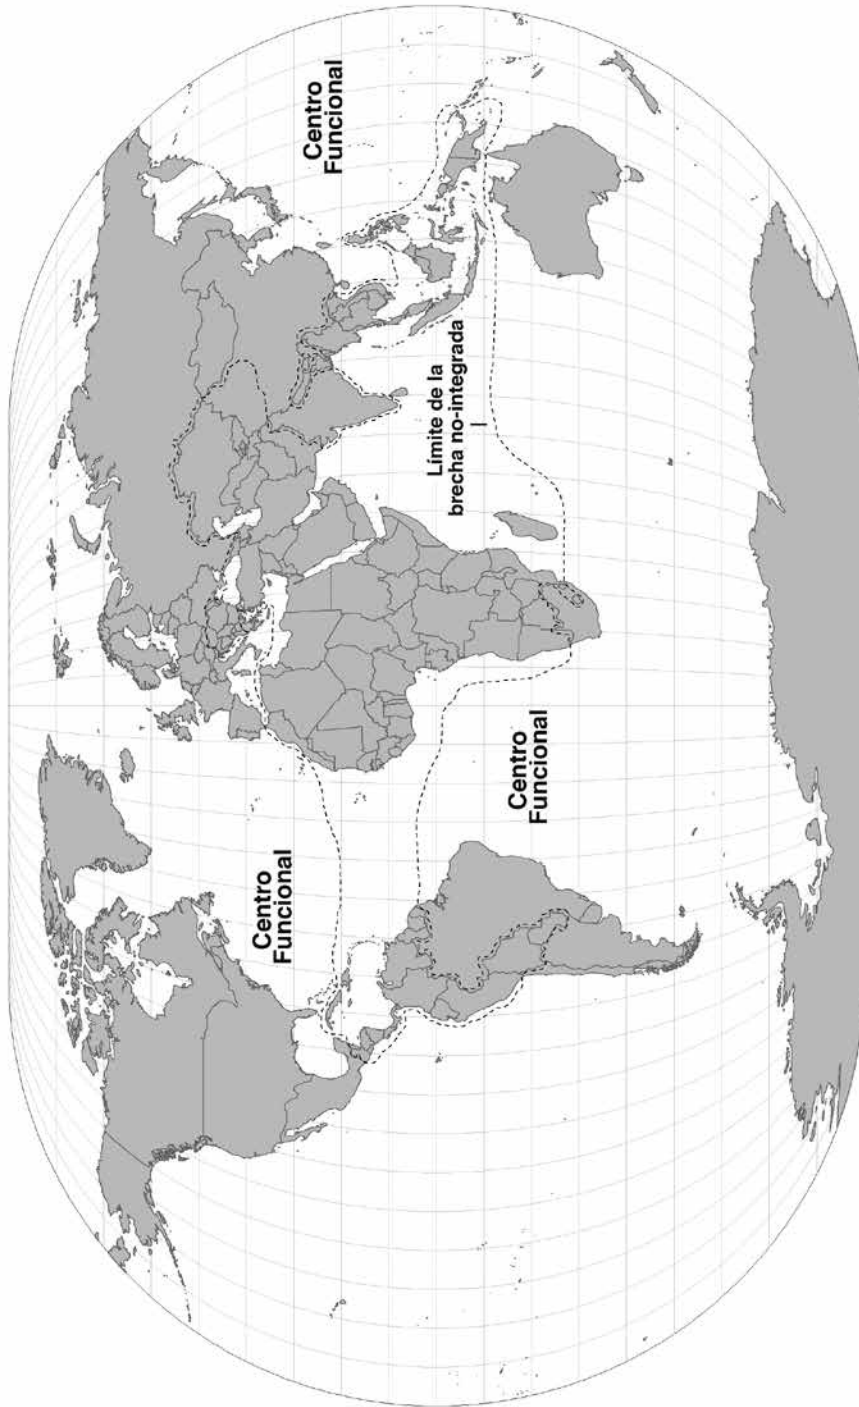 Centro
Funcional
Centro
Funcional
Centro
Funcional
Límite de la
brecha no-integrada